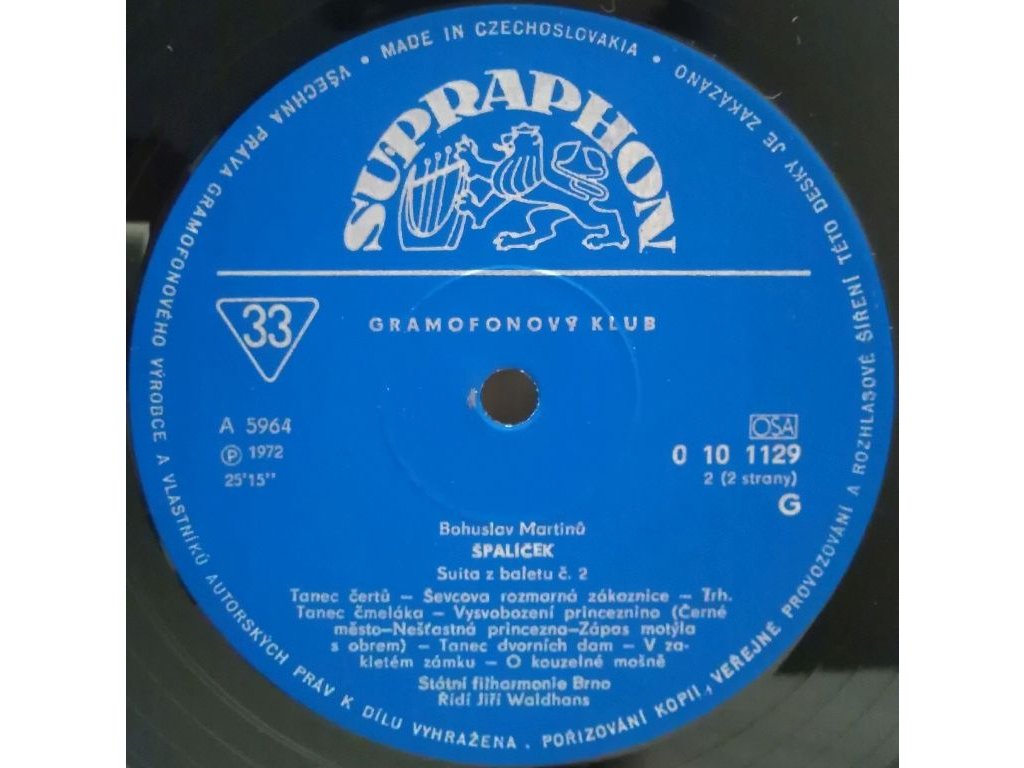 VŠECHNA PRÁVA GRAMOFONOVÉHO VÝROBCE A VLASTNÍKŮ AUTORSKÝCH PRÁV K DÍLU VYHRAŽENA. POŘIZOVÁNÍ KOPIÍ, VEŘEJNÉ PROVOZOVÁNÍ A ROZHLASOVÉ ŠÍŘENÍ TÉTO DESKY JE ZAKÁZÁNO • MADE IN CZECHOSLOVAKIA •
SUPRAPHON
33
GRAMOFONOVÝ KLUB
A 5964
Ⓟ 1972
25'15''
OSA
0 10 1129
2 (2 strany)
G
Bohuslav Martinů
ŠPALÍČEK
Suita z baletu č. 2
Tanec čertů – Ševcova rozmarná zákaznice – Trh.
Tanec čmeláka – Vysvobození princeznino (Černé
město–Nešťastná princezna–Zápas motýla
s obrem) – Tanec dvorních dam – V za-
kletém zámku – O kouzelné mošně
Státní filharmonie Brno
Řídí Jiří Waldhans